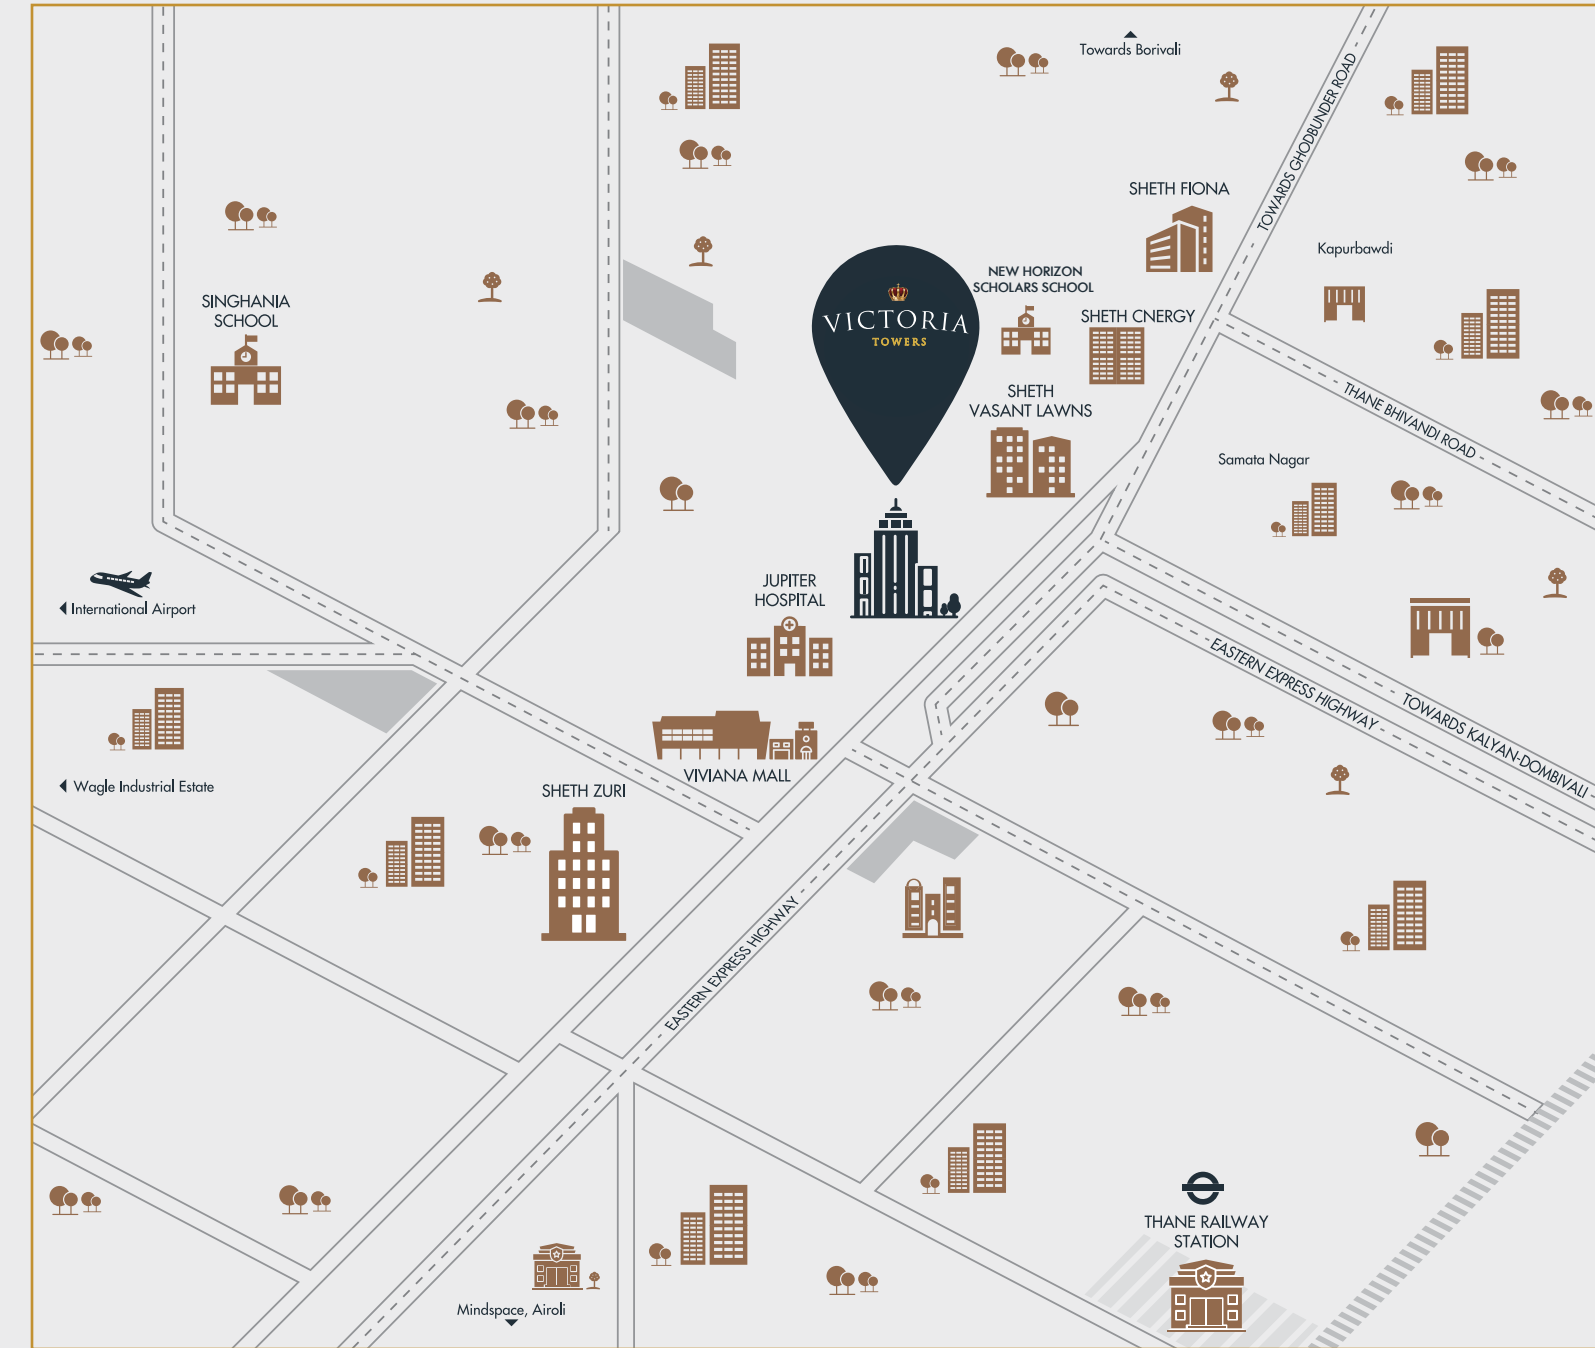 Towards Borivali
TOWARDS GHODBUNDER ROAD
SHETH FIONA
Kapurbawdi
NEW HORIZON
SCHOLARS SCHOOL
SINGHANIA
SCHOOL
VICTORIA
TOWERS
SHETH CNERGY
SHETH
VASANT LAWNS
THANE BHIVANDI ROAD
Samata Nagar
JUPITER
HOSPITAL
International Airport
EASTERN EXPRESS HIGHWAY
TOWARDS KALYAN-DOMBIVALI
VIVIANA MALL
Wagle Industrial Estate
SHETH ZURI
EASTERN EXPRESS HIGHWAY
THANE RAILWAY
STATION
Mindspace, Airoli